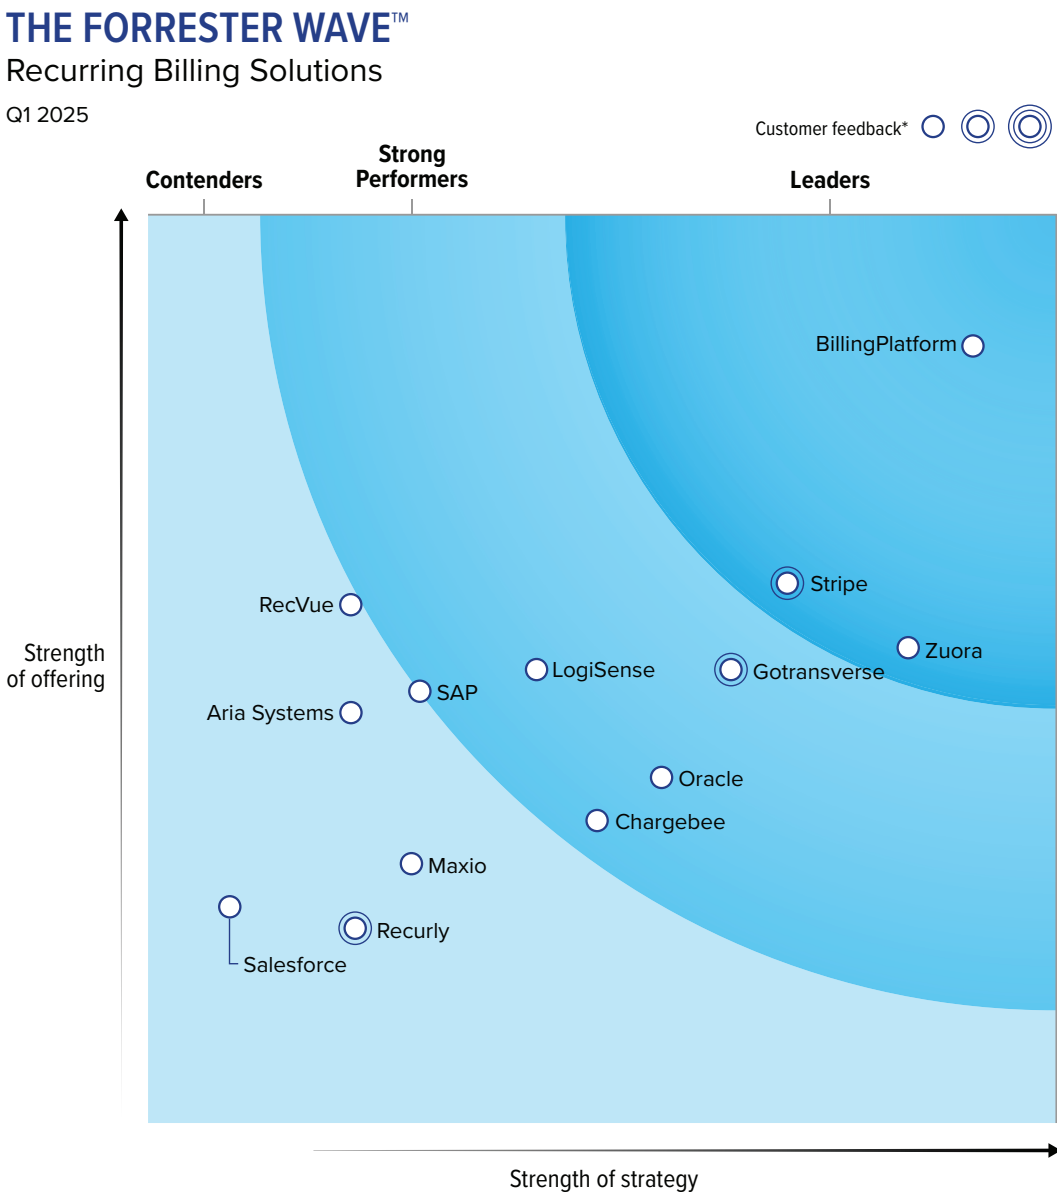 THE FORRESTER WAVE™
Recurring Billing Solutions
Q1 2025
Customer feedback*
Strong
Performers
Contenders
Leaders
BillingPlatform
Stripe
RecVue
Zuora
Strength
of offering
LogiSense
Gotransverse
SAP
Aria Systems
Oracle
Chargebee
Maxio
Recurly
Salesforce
Strength of strategy